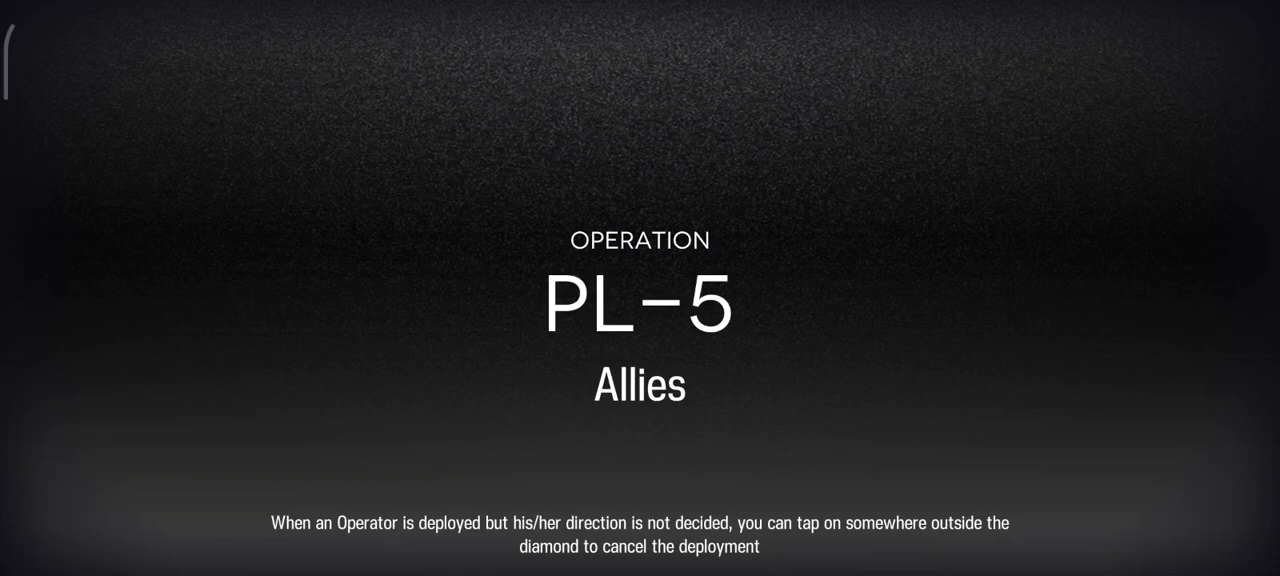 OPERATION
PL-5
Allies
When an Operator is deployed but his/her direction is not decided, you can tap on somewhere outside the
diamond to cancel the deployment